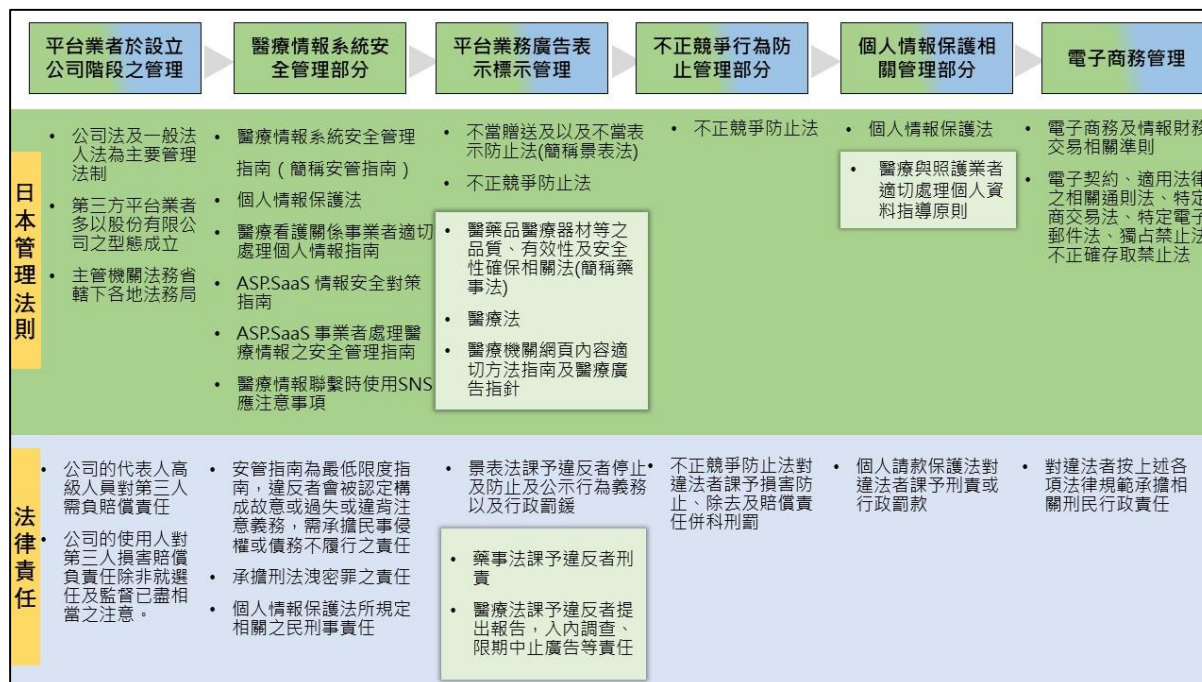 平台業者於設立
公司階段之管理
醫療情報系統安
全管理部分
平台業務廣告表
示標示管理
不正競爭行為防
止管理部分
個人情報保護相
關管理部分
電子商務管理
日本管理法則
• 公司法及一般法
人法為主要管理
法制
• 第三方平台業者
多以股份有限公
司之型態成立
• 主管機關法務省
轄下各地法務局
• 醫療情報系統安全管理
指南（簡稱安管指南）
• 個人情報保護法
• 醫療看護關係事業者適切
處理個人情報指南
• ASP.SaaS 情報安全對策
指南
• ASP.SaaS 事業者處理醫
療情報之安全管理指南
• 醫療情報聯繫時使用SNS
應注意事項
• 不當贈送及以及不當表
示防止法(簡稱景表法)
• 不正競爭防止法
• 醫藥品醫療器材等之
品質、有效性及安全
性確保相關法(簡稱藥
事法)
• 醫療法
• 醫療機關網頁內容適
切方法指南及醫療廣
告指針
• 不正競爭防止法
• 個人情報保護法
• 醫療與照護業者
適切處理個人資
料指導原則
• 電子商務及情報財務
交易相關準則
• 電子契約、適用法律
之相關通則法、特定
商交易法、特定電子
郵件法、獨占禁止法
不正確存取禁止法
法律責任
• 公司的代表人高
級人員對第三人
需負賠償責任
• 公司的使用人對
第三人損害賠償
負責任除非就選
任及監督已盡相
當之注意。
• 安管指南為最低限度指
南，違反者會被認定構
成故意或過失或違背注
意義務，需承擔民事侵
權或債務不履行之責任
• 承擔刑法洩密罪之責任
• 個人情報保護法所規定
相關之民刑事責任
• 景表法課予違反者停止
及防止及公示行為義務
以及行政罰鍰
• 藥事法課予違反者刑
責
• 醫療法課予違反者提
出報告，入內調查、
限期中止廣告等責任
• 不正競爭防止法對
違法者課予損害防
止、除去及賠償責
任併科刑罰
• 個人請款保護法對
違法者課予刑責或
行政罰款
• 對違法者按上述各
項法律規範承擔相
關刑民行政責任